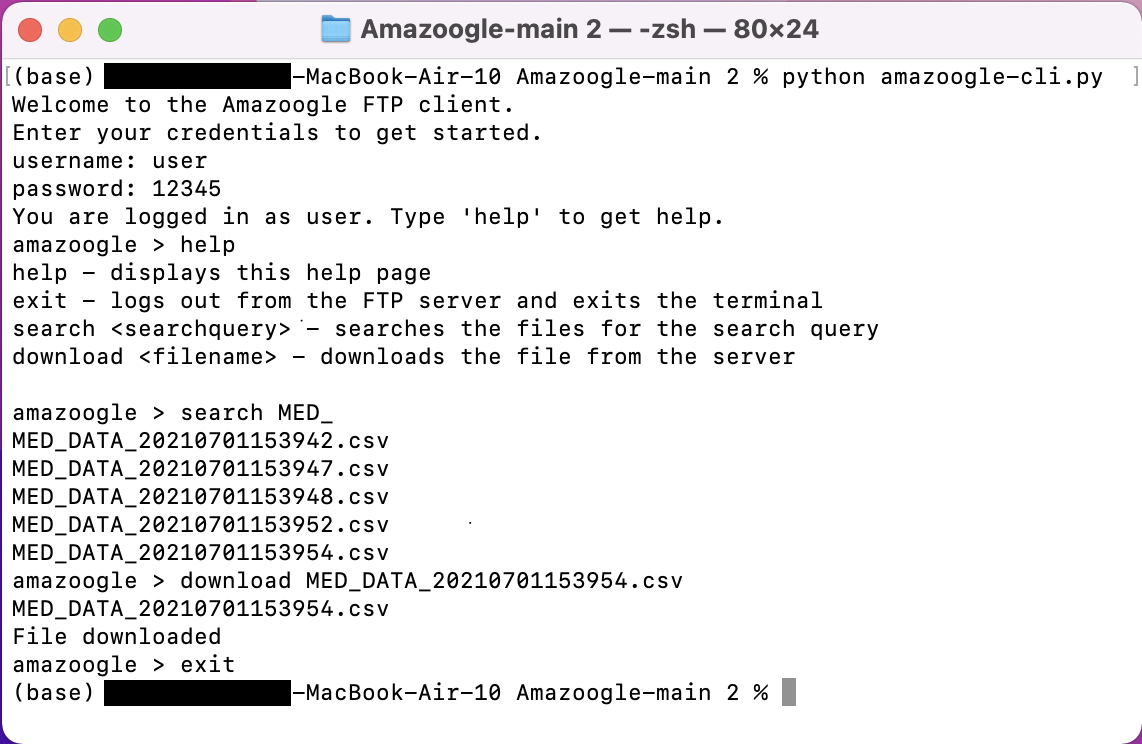 Amazoogle-main 2 — -zsh — 80×24
[(base) -MacBook-Air-10 Amazoogle-main 2 % python amazoogle-cli.py ]
Welcome to the Amazoogle FTP client.
Enter your credentials to get started.
username: user
password: 12345
You are logged in as user. Type 'help' to get help.
amazoogle > help
help - displays this help page
exit - logs out from the FTP server and exits the terminal
search <searchquery> - searches the files for the search query
download <filename> - downloads the file from the server
amazoogle > search MED_
MED_DATA_20210701153942.csv
MED_DATA_20210701153947.csv
MED_DATA_20210701153948.csv
MED_DATA_20210701153952.csv
MED_DATA_20210701153954.csv
amazoogle > download MED_DATA_20210701153954.csv
MED_DATA_20210701153954.csv
File downloaded
amazoogle > exit
(base) -MacBook-Air-10 Amazoogle-main 2 %